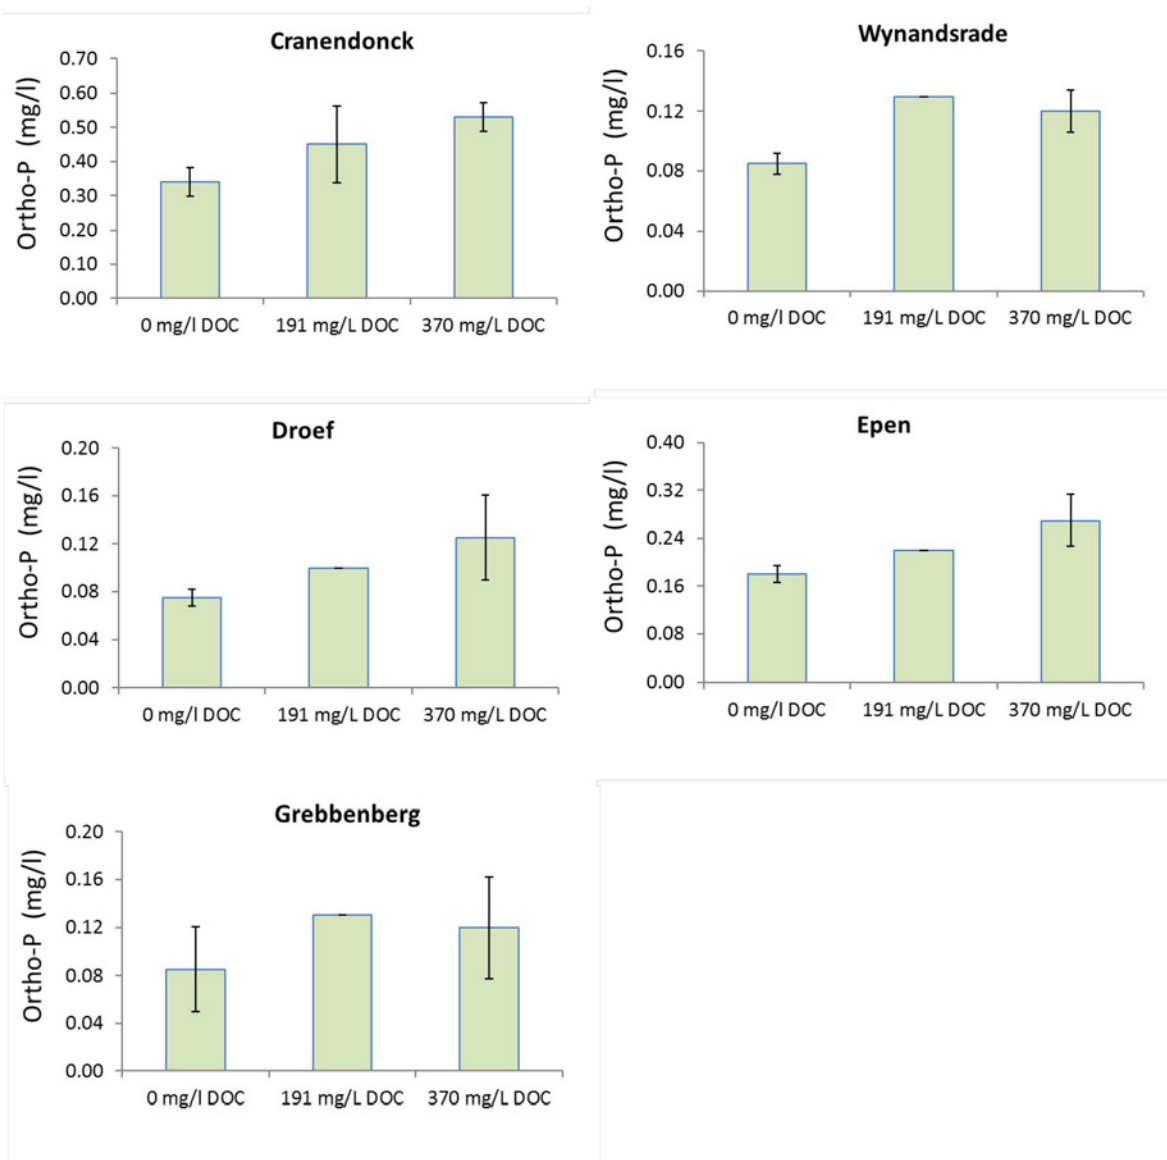 Cranendonck
Ortho-P (mg/l)
0.70
0.60
0.50
0.40
0.30
0.20
0.10
0.00
0 mg/l DOC 191 mg/L DOC 370 mg/L DOC
Wynandsrade
Ortho-P (mg/l)
0.16
0.12
0.08
0.04
0.00
0 mg/l DOC 191 mg/L DOC 370 mg/L DOC
Droef
Ortho-P (mg/l)
0.20
0.16
0.12
0.08
0.04
0.00
0 mg/l DOC 191 mg/L DOC 370 mg/L DOC
Epen
Ortho-P (mg/l)
0.40
0.32
0.24
0.16
0.08
0.00
0 mg/l DOC 191 mg/L DOC 370 mg/L DOC
Grebbenberg
Ortho-P (mg/l)
0.20
0.16
0.12
0.08
0.04
0.00
0 mg/l DOC 191 mg/L DOC 370 mg/L DOC